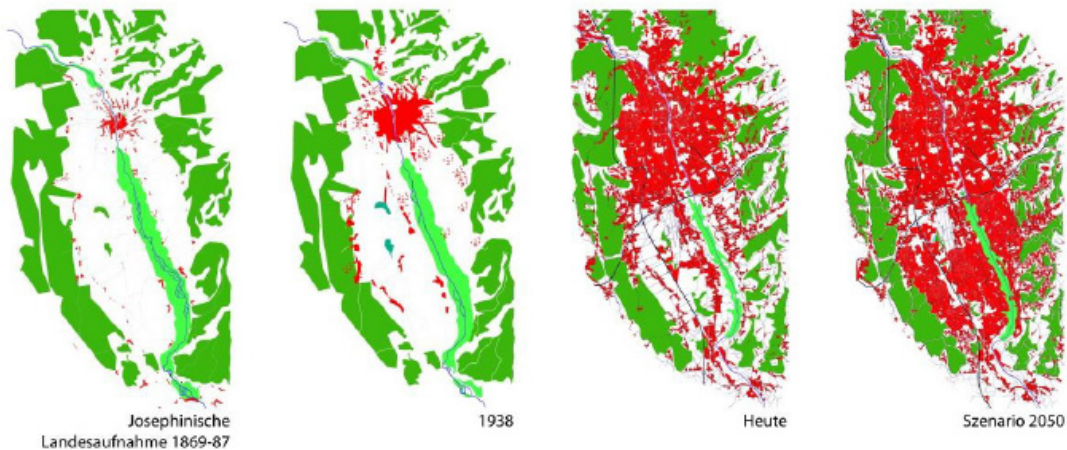 Josephinische
Landesaufnahme 1869-87
1938
Heute
Szenario 2050